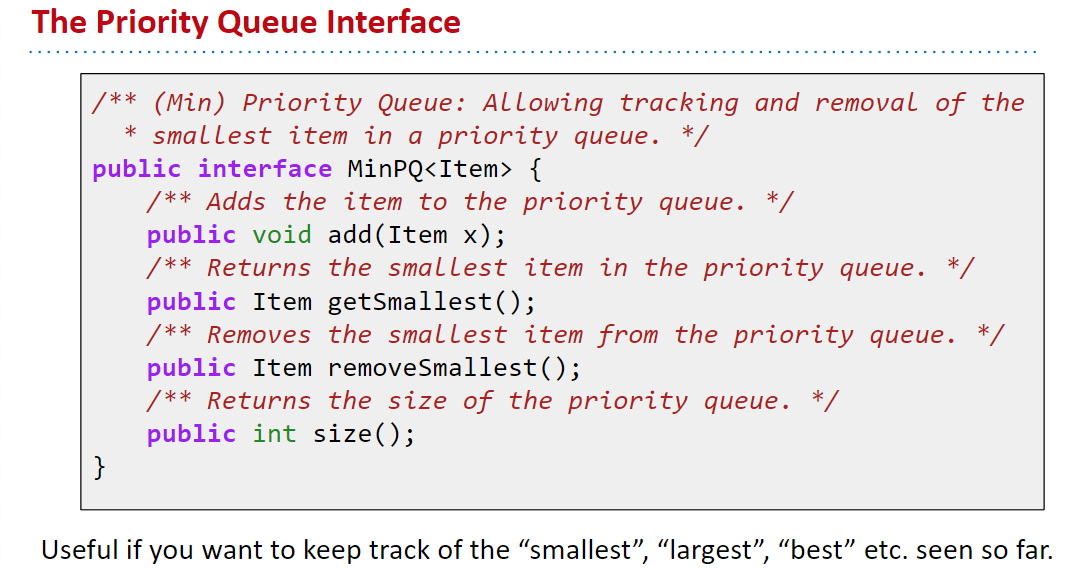 The Priority Queue Interface
/** (Min) Priority Queue: Allowing tracking and removal of the
* smallest item in a priority queue. */
public interface MinPQ<Item> {
/** Adds the item to the priority queue. */
public void add(Item x);
/** Returns the smallest item in the priority queue. */
public Item getSmallest();
/** Removes the smallest item from the priority queue. */
public Item removeSmallest();
/** Returns the size of the priority queue. */
public int size();
}
Useful if you want to keep track of the “smallest”, “largest”, “best” etc. seen so far.